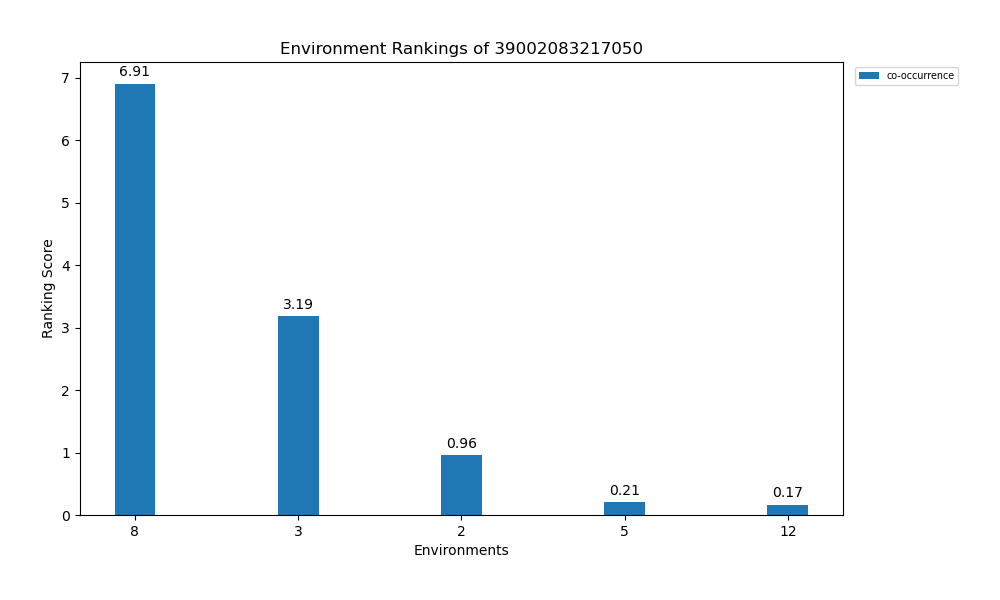 Environment Rankings of 39002083217050
co-occurrence
Ranking Score
7
6
5
4
3
2
1
0
6.91
3.19
0.96
0.21
0.17
8 3 2 5 12
Environments